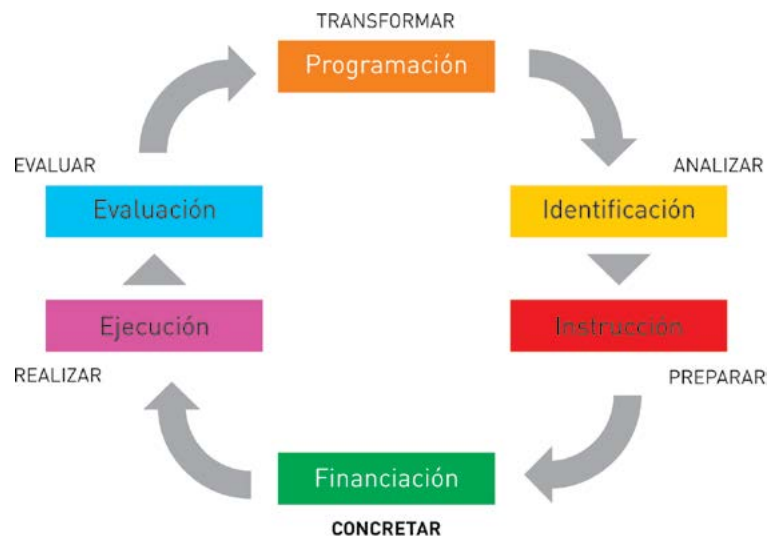 TRANSFORMAR
Programación
EVALUAR
ANALIZAR
Evaluación
Identificación
Ejecución
Instrucción
REALIZAR
PREPARAR
Financiación
CONCRETAR